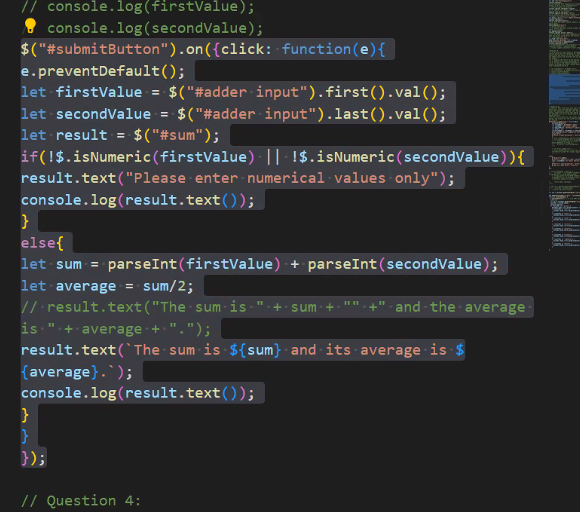 // console.log(firstValue);
// console.log(secondValue);
$("#submitButton").on({click: function(e){
e.preventDefault();
let firstValue = $("#adder input").first().val();
let secondValue = $("#adder input").last().val();
let result = $("#sum");
if(!$.isNumeric(firstValue) || !$.isNumeric(secondValue)){
result.text("Please enter numerical values only");
console.log(result.text());
}
else{
let sum = parseInt(firstValue) + parseInt(secondValue);
let average = sum/2;
// result.text("The sum is " + sum + "" +" and the average
is " + average + ".");
result.text(`The sum is ${sum} and its average is $
{average}.`);
console.log(result.text());
}
}
});
// Question 4: